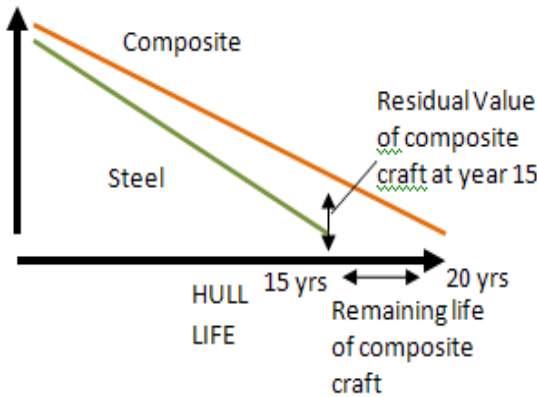 Composite
Residual Value
of composite
craft at year 15
Steel
15 yrs
20 yrs
HULL
LIFE
Remaining life
of composite
craft